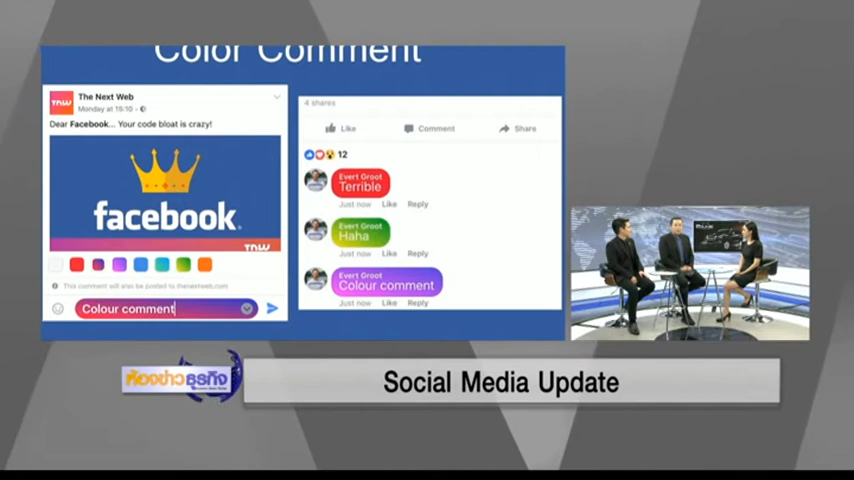 Color Comment
The Next Web
Monday at 15:10
Dear Facebook... Your code bloat is crazy!
facebook
TNW
This comment will also be posted to thenextweb.com
Colour comment
4 shares
Like Comment Share
12
Evert Groot
Terrible
Just now Like Reply
Evert Groot
Haha
Just now Like Reply
Evert Groot
Colour comment
Just now Like Reply
ห้องข่าวธุรกิจ
Social Media Update